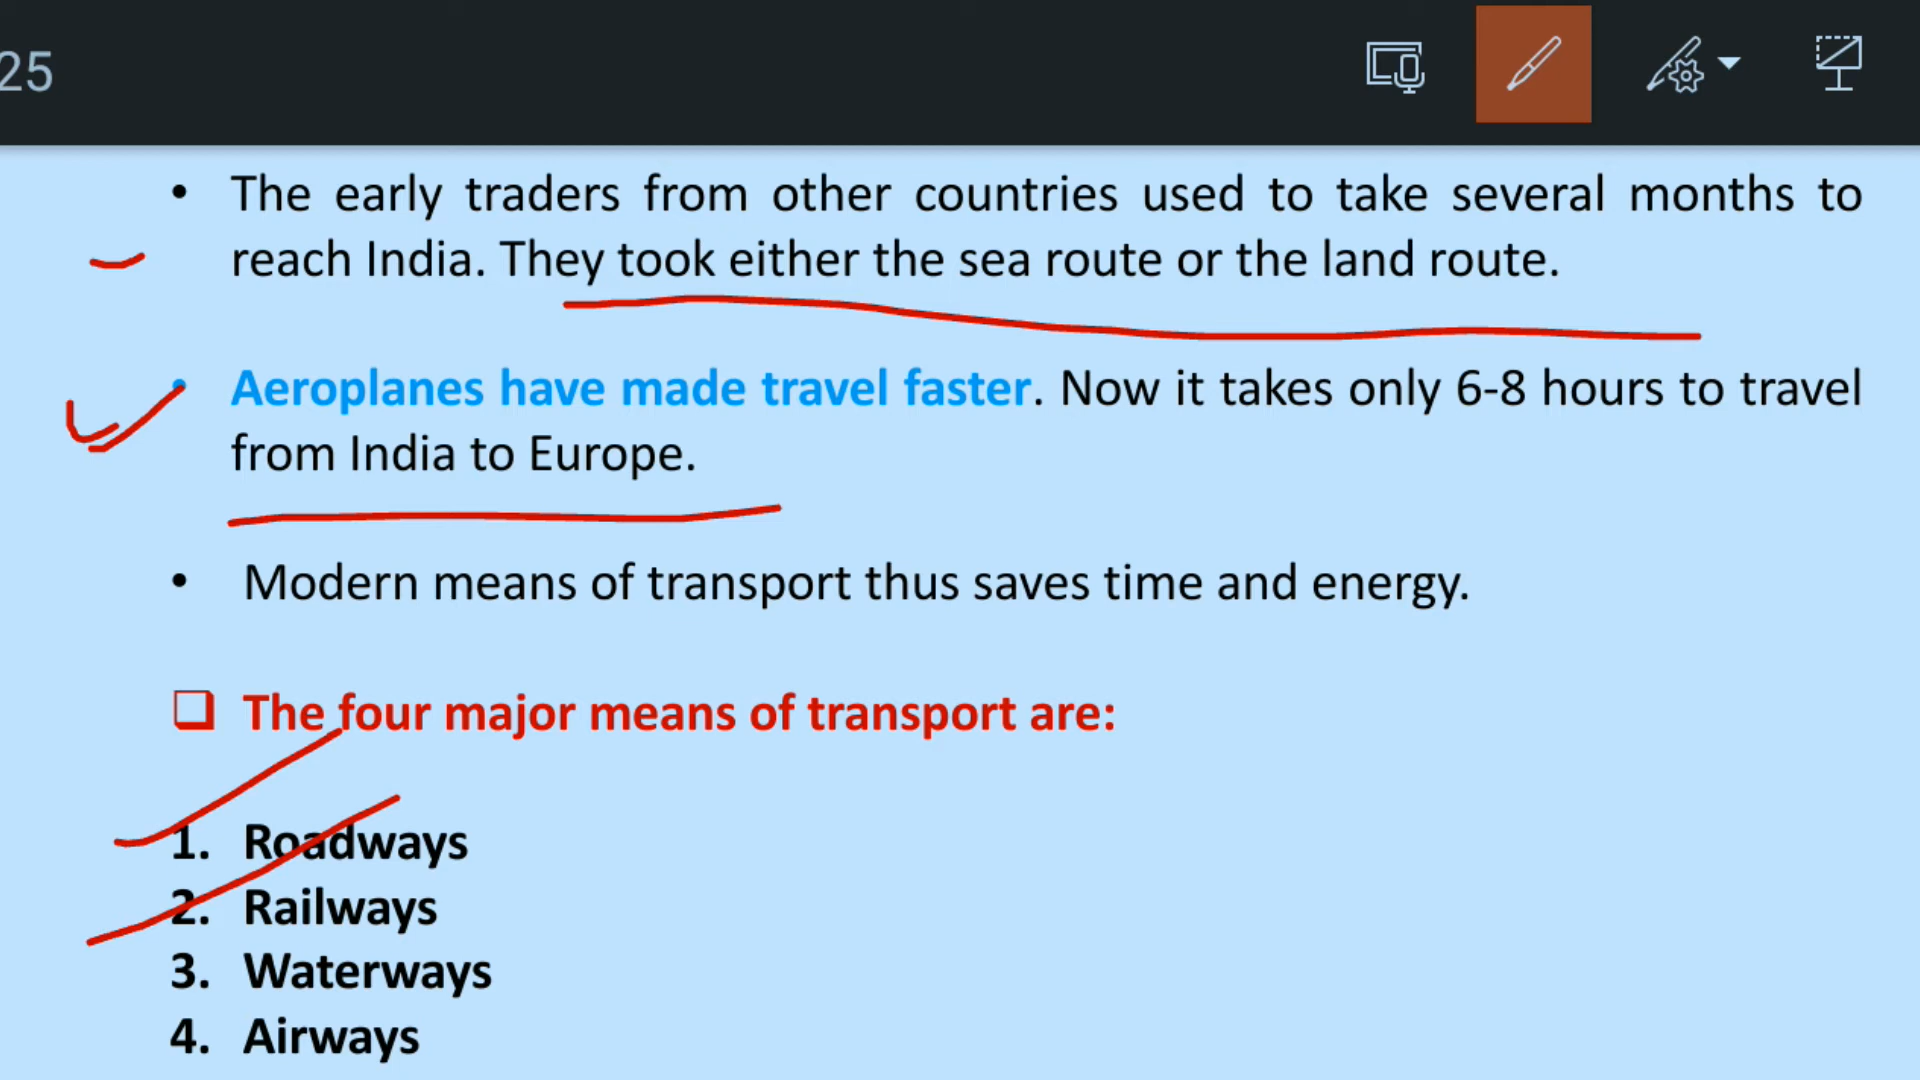 25
• The early traders from other countries used to take several months to
reach India. They took either the sea route or the land route.
• Aeroplanes have made travel faster. Now it takes only 6-8 hours to travel
from India to Europe.
• Modern means of transport thus saves time and energy.
❑ The four major means of transport are:
1. Roadways
2. Railways
3. Waterways
4. Airways